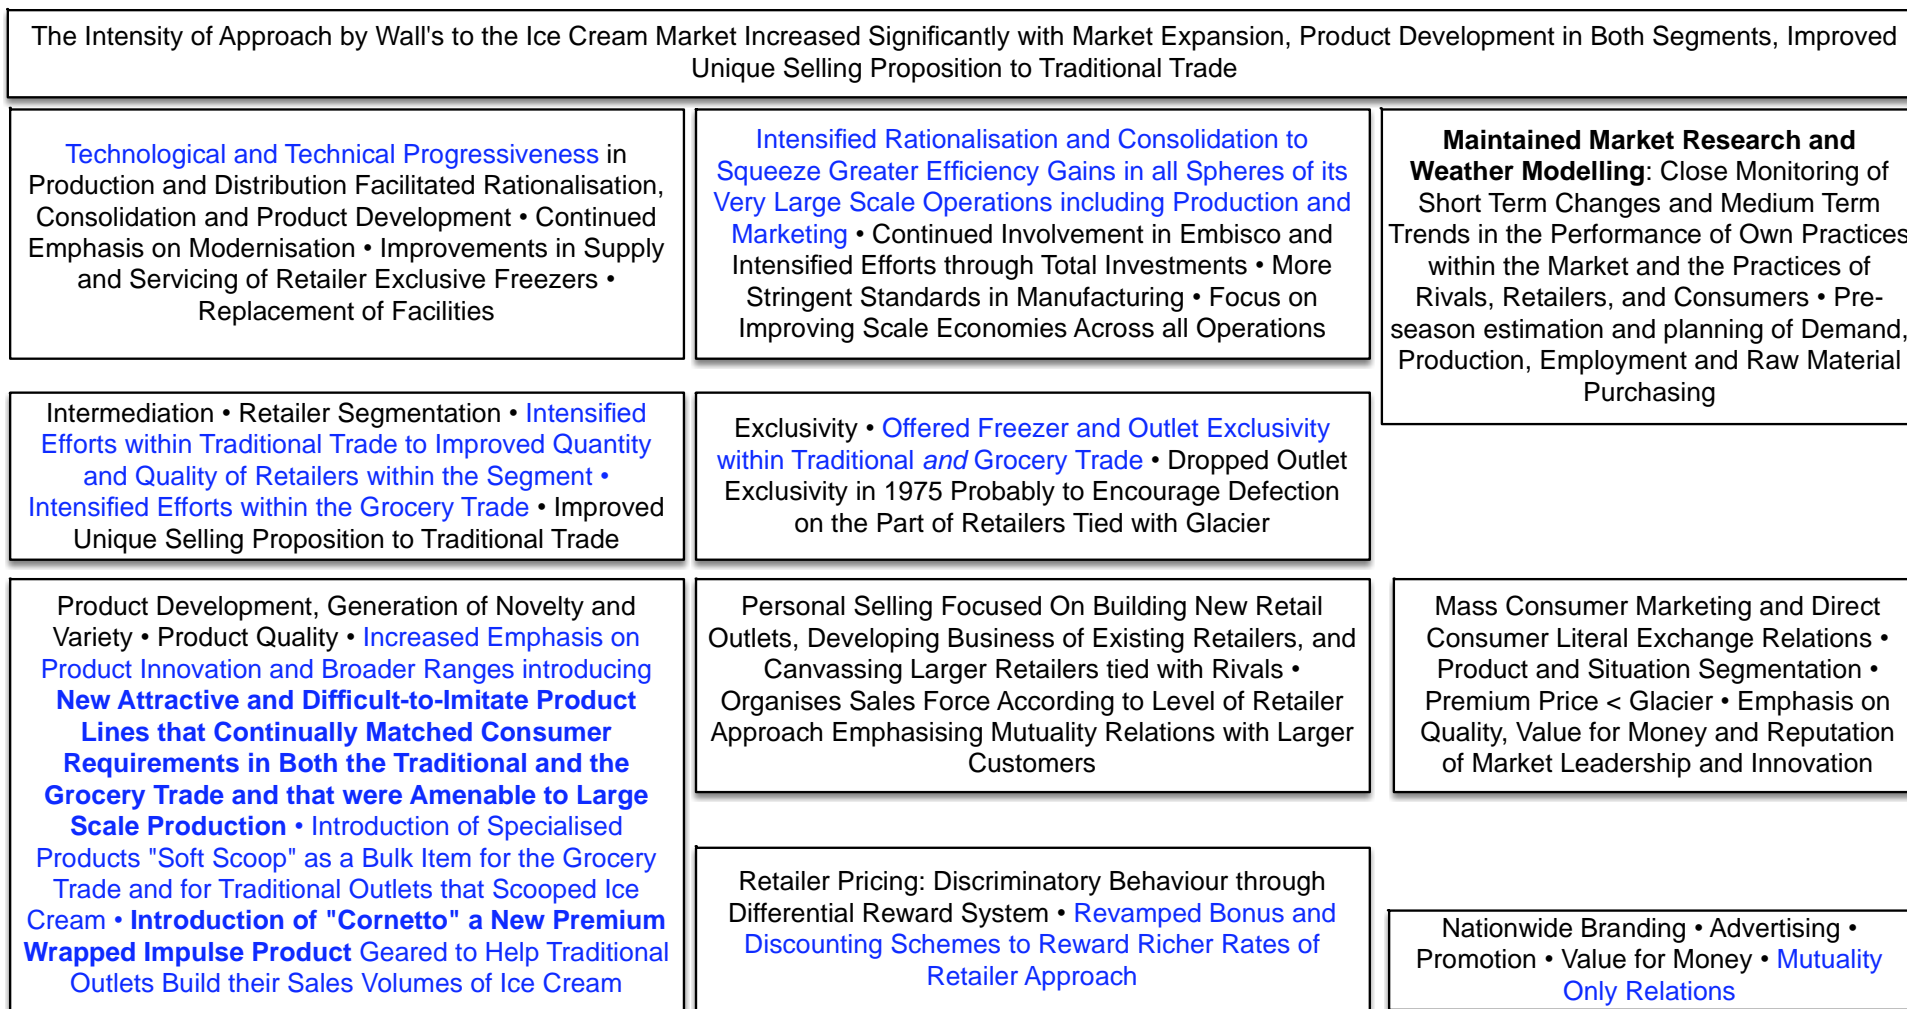 The Intensity of Approach by Wall's to the Ice Cream Market Increased Significantly with Market Expansion, Product Development in Both Segments, Improved
Unique Selling Proposition to Traditional Trade
Technological and Technical Progressiveness in
Production and Distribution Facilitated Rationalisation,
Consolidation and Product Development • Continued
Emphasis on Modernisation • Improvements in Supply
and Servicing of Retailer Exclusive Freezers •
Replacement of Facilities
Intensified Rationalisation and Consolidation to
Squeeze Greater Efficiency Gains in all Spheres of its
Very Large Scale Operations including Production and
Marketing • Continued Involvement in Embisco and
Intensified Efforts through Total Investments • More
Stringent Standards in Manufacturing • Focus on
Improving Scale Economies Across all Operations
Maintained Market Research and
Weather Modelling: Close Monitoring of
Short Term Changes and Medium Term
Trends in the Performance of Own Practices
within the Market and the Practices of
Rivals, Retailers, and Consumers • Pre-
season estimation and planning of Demand,
Production, Employment and Raw Material
Purchasing
Intermediation • Retailer Segmentation • Intensified
Efforts within Traditional Trade to Improved Quantity
and Quality of Retailers within the Segment •
Intensified Efforts within the Grocery Trade • Improved
Unique Selling Proposition to Traditional Trade
Exclusivity • Offered Freezer and Outlet Exclusivity
within Traditional and Grocery Trade • Dropped Outlet
Exclusivity in 1975 Probably to Encourage Defection
on the Part of Retailers Tied with Glacier
Product Development, Generation of Novelty and
Variety • Product Quality • Increased Emphasis on
Product Innovation and Broader Ranges introducing
New Attractive and Difficult-to-Imitate Product
Lines that Continually Matched Consumer
Requirements in Both the Traditional and the
Grocery Trade and that were Amenable to Large
Scale Production • Introduction of Specialised
Products "Soft Scoop" as a Bulk Item for the Grocery
Trade and for Traditional Outlets that Scooped Ice
Cream • Introduction of "Cornetto" a New Premium
Wrapped Impulse Product Geared to Help Traditional
Outlets Build their Sales Volumes of Ice Cream
Personal Selling Focused On Building New Retail
Outlets, Developing Business of Existing Retailers, and
Canvassing Larger Retailers tied with Rivals •
Organises Sales Force According to Level of Retailer
Approach Emphasising Mutuality Relations with Larger
Customers
Mass Consumer Marketing and Direct
Consumer Literal Exchange Relations •
Product and Situation Segmentation •
Premium Price < Glacier • Emphasis on
Quality, Value for Money and Reputation
of Market Leadership and Innovation
Retailer Pricing: Discriminatory Behaviour through
Differential Reward System • Revamped Bonus and
Discounting Schemes to Reward Richer Rates of
Retailer Approach
Nationwide Branding • Advertising •
Promotion • Value for Money • Mutuality
Only Relations